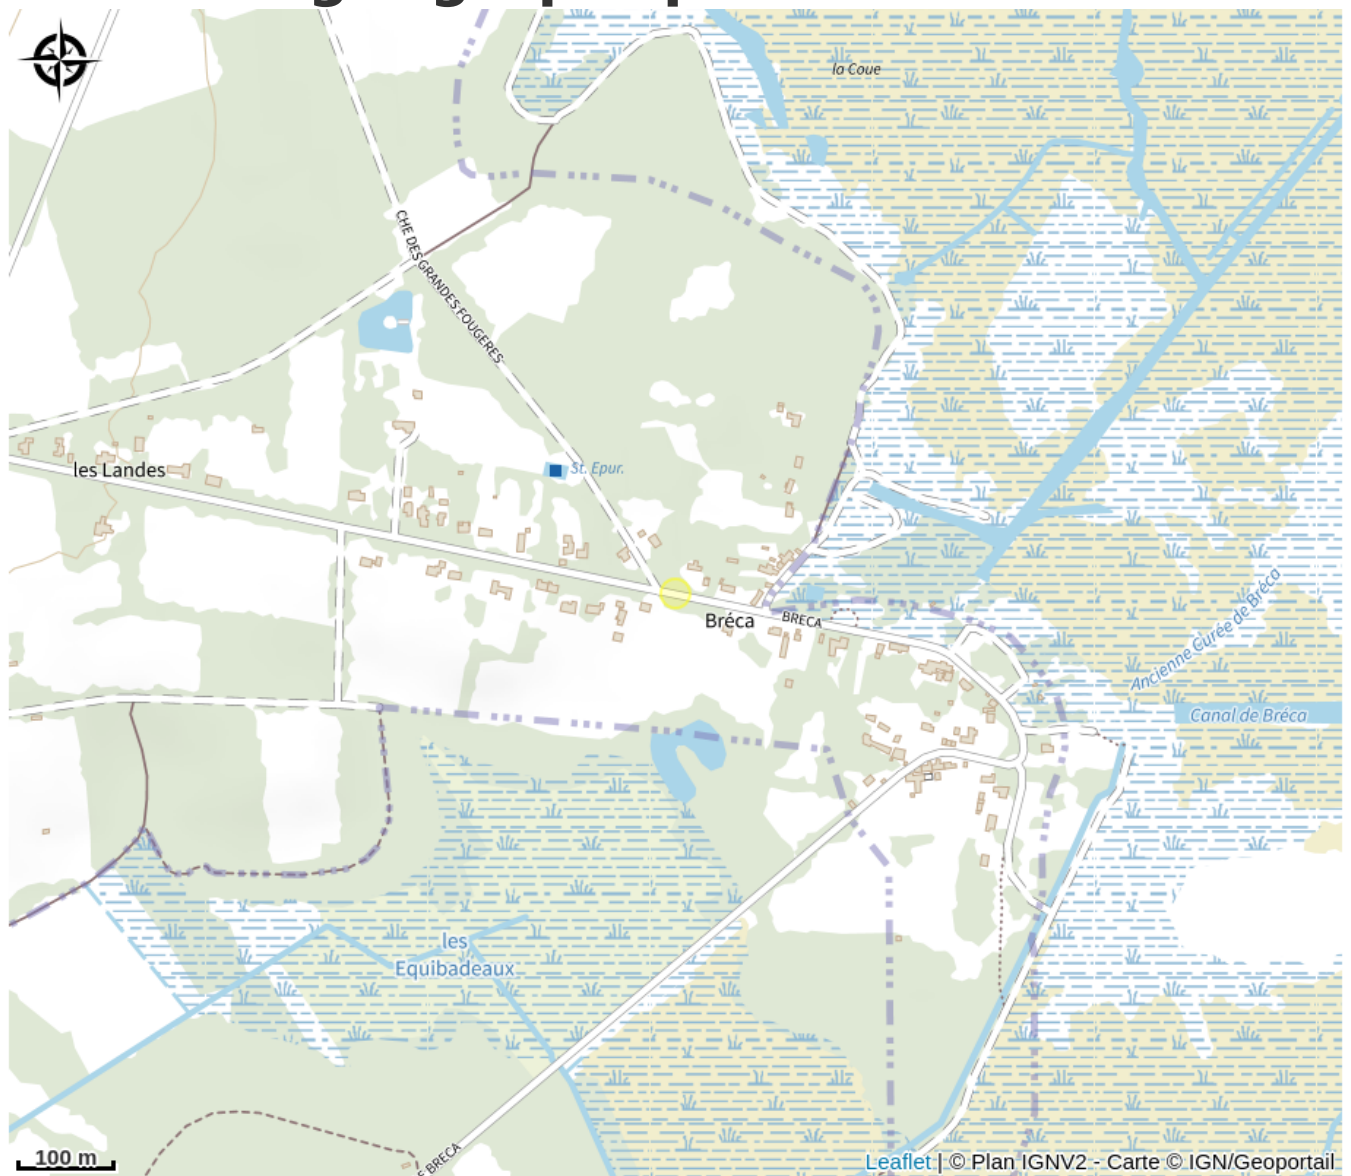 la Coue
CHE DES GRANDES FOUGERES
les Landes
St. Epur.
Bréca
BRECA
Ancienne Curée de Bréca
Canal de Bréca
les
Equibadeaux
BRECA
100 m
Leaflet | © Plan IGNV2 - Carte © IGN/Geoportail